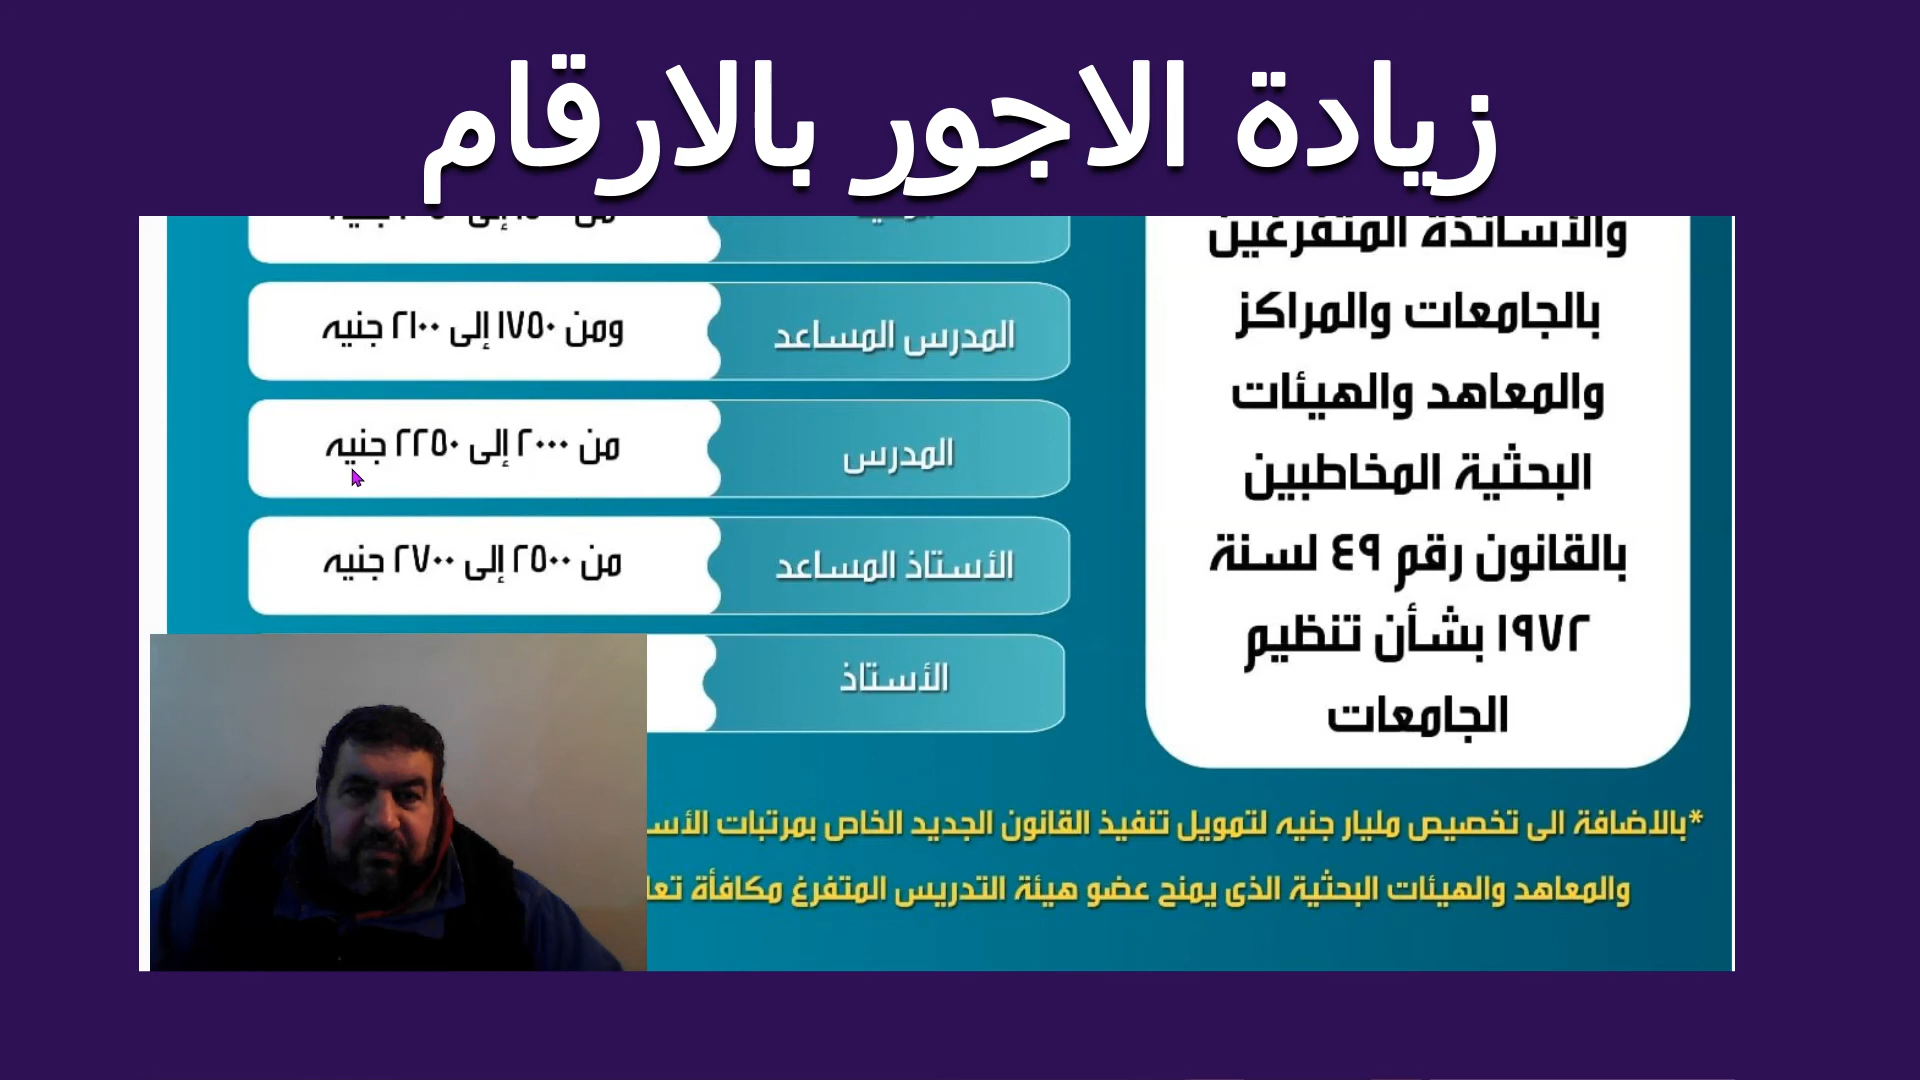 زيادة الاجور بالارقام
والأساتذة المتفرغين
بالجامعات والمراكز
والمعاهد والهيئات
البحثية المخاطبين
بالقانون رقم ٤٩ لسنة
١٩٧٢ بشأن تنظيم
الجامعات
المدرس المساعد
ومن ١٧٥٠ إلى ٢١٠٠ جنيه
المدرس
من ٢٠٠٠ إلى ٢٢٥٠ جنيه
الأستاذ المساعد
من ٢٥٠٠ إلى ٢٧٠٠ جنيه
الأستاذ
*بالاضافة الى تخصيص مليار جنيه لتمويل تنفيذ القانون الجديد الخاص بمرتبات
والمعاهد والهيئات البحثية الذى يمنح عضو هيئة التدريس المتفرغ مكافأة